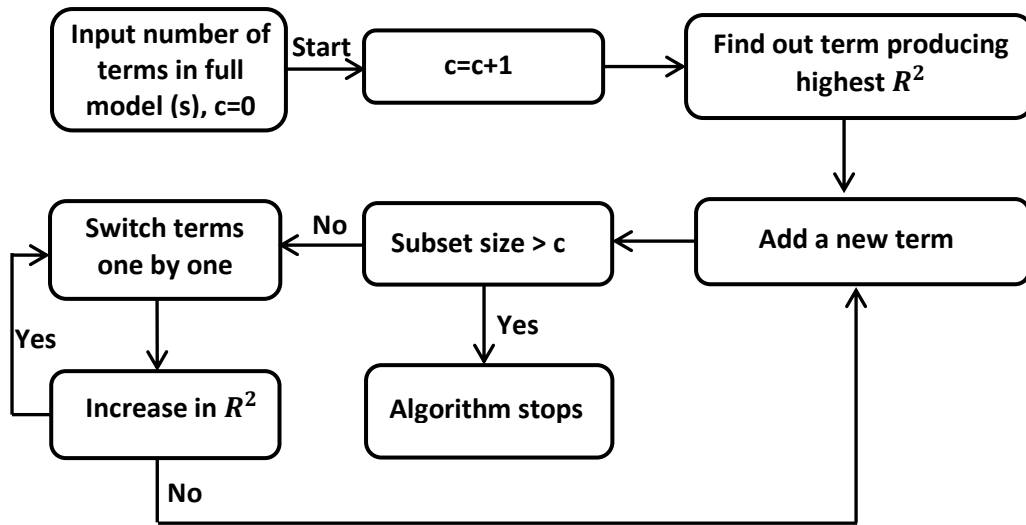 Input number of
terms in full
model (s), c=0
Start
c=c+1
Find out term producing
highest R²
Switch terms
one by one
No
Subset size > c
Add a new term
Yes
Yes
Increase in R²
Algorithm stops
No